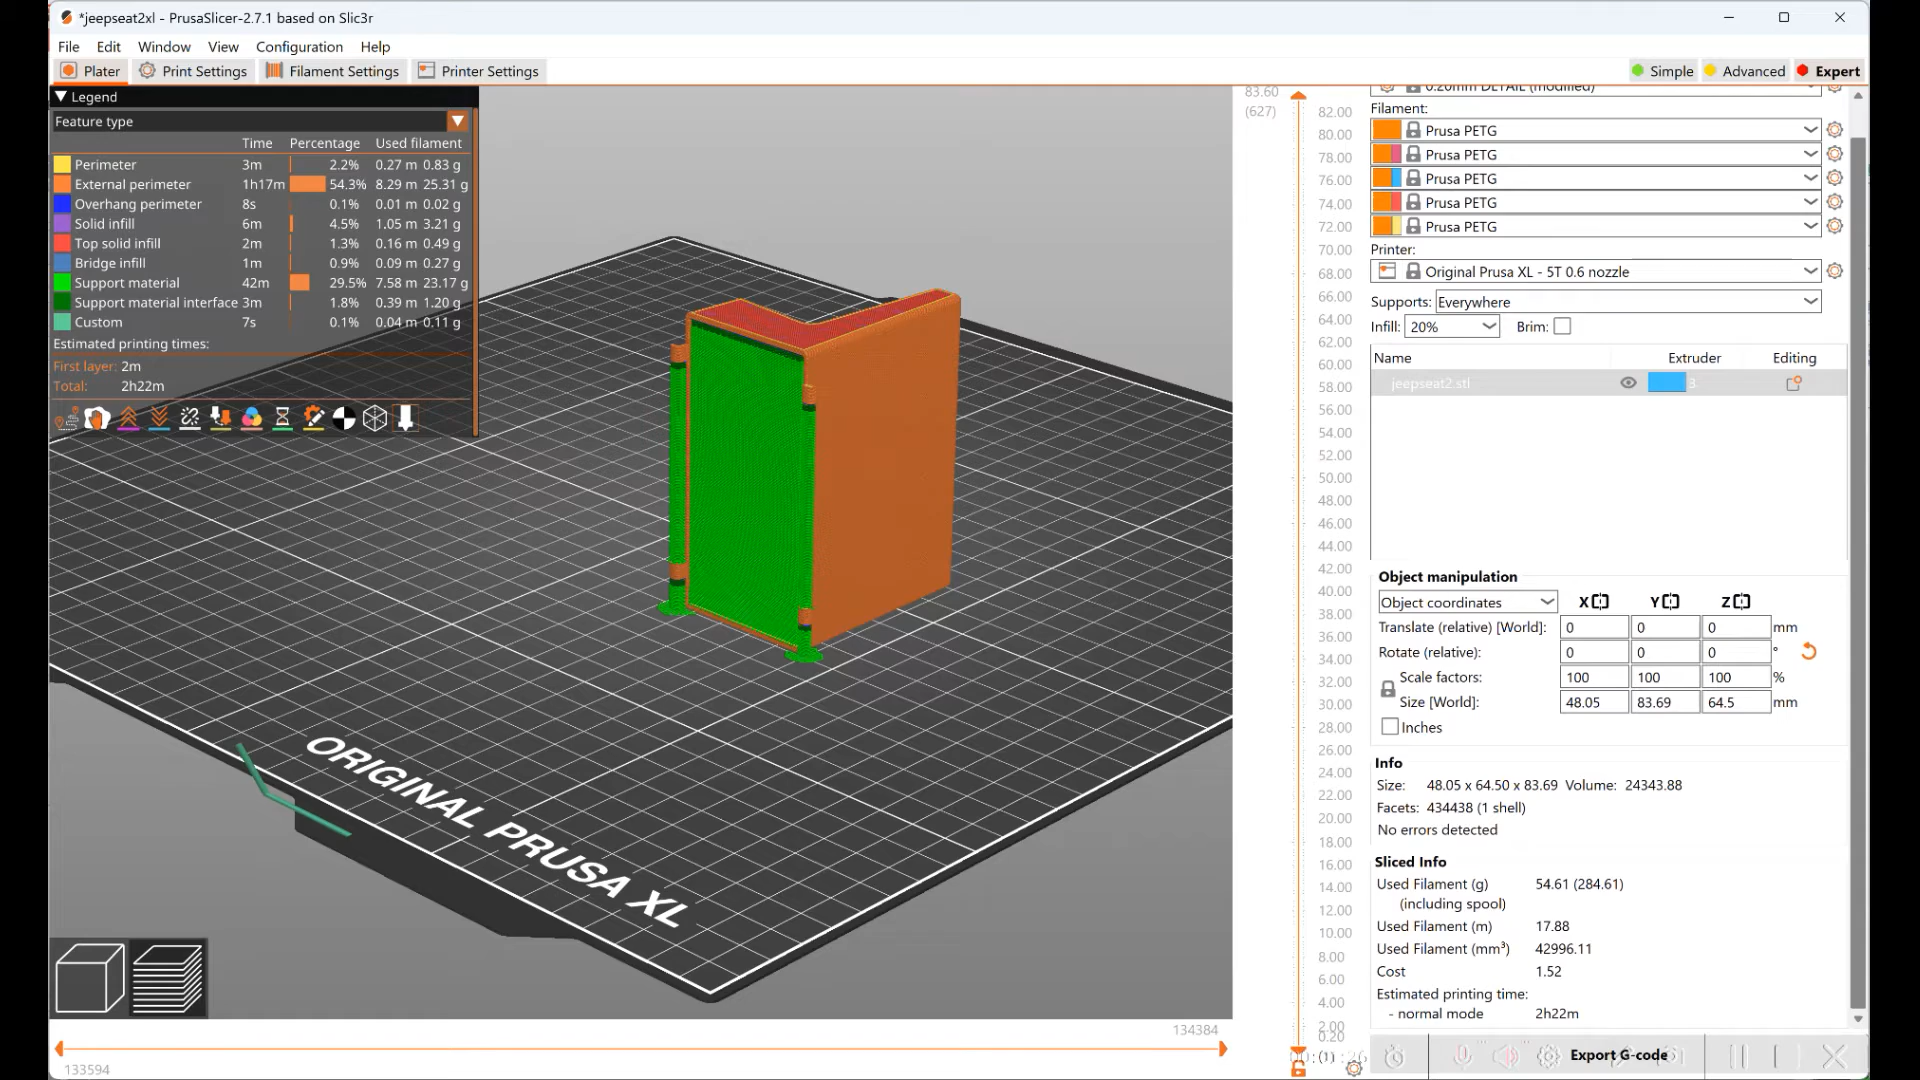 *jeepseat2xl - PrusaSlicer-2.7.1 based on Slic3r
File Edit Window View Configuration Help
Plater Print Settings Filament Settings Printer Settings Simple Advanced Expert
Legend
Feature type
Time Percentage Used filament
Perimeter 3m 2.2% 0.27 m 0.83 g
External perimeter 1h17m 54.3% 8.29 m 25.31 g
Overhang perimeter 8s 0.1% 0.01 m 0.02 g
Solid infill 6m 4.5% 1.05 m 3.21 g
Top solid infill 2m 1.3% 0.16 m 0.49 g
Bridge infill 1m 0.9% 0.09 m 0.27 g
Support material 42m 29.5% 7.58 m 23.17 g
Support material interface 3m 1.8% 0.39 m 1.20 g
Custom 7s 0.1% 0.04 m 0.11 g
Estimated printing times:
First layer: 2m
Total: 2h22m
ORIGINAL PRUSA XL
134384
133594
83.60
(627)
82.00
80.00
78.00
76.00
74.00
72.00
70.00
68.00
66.00
64.00
62.00
60.00
58.00
56.00
54.00
52.00
50.00
48.00
46.00
44.00
42.00
40.00
38.00
36.00
34.00
32.00
30.00
28.00
26.00
24.00
22.00
20.00
18.00
16.00
14.00
12.00
10.00
8.00
6.00
4.00
2.00
0.20
0.20mm DETAIL (modified)
Filament:
Prusa PETG
Prusa PETG
Prusa PETG
Prusa PETG
Prusa PETG
Printer:
Original Prusa XL - 5T 0.6 nozzle
Supports: Everywhere
Infill: 20% Brim:
Name Extruder Editing
jeepseat2.stl 3
Object manipulation
Object coordinates X Y Z
Translate (relative) [World]: 0 0 0 mm
Rotate (relative): 0 0 0 °
Scale factors: 100 100 100 %
Size [World]: 48.05 83.69 64.5 mm
Inches
Info
Size: 48.05 x 64.50 x 83.69 Volume: 24343.88
Facets: 434438 (1 shell)
No errors detected
Sliced Info
Used Filament (g) 54.61 (284.61)
(including spool)
Used Filament (m) 17.88
Used Filament (mm³) 42996.11
Cost 1.52
Estimated printing time:
- normal mode 2h22m
Export G-code